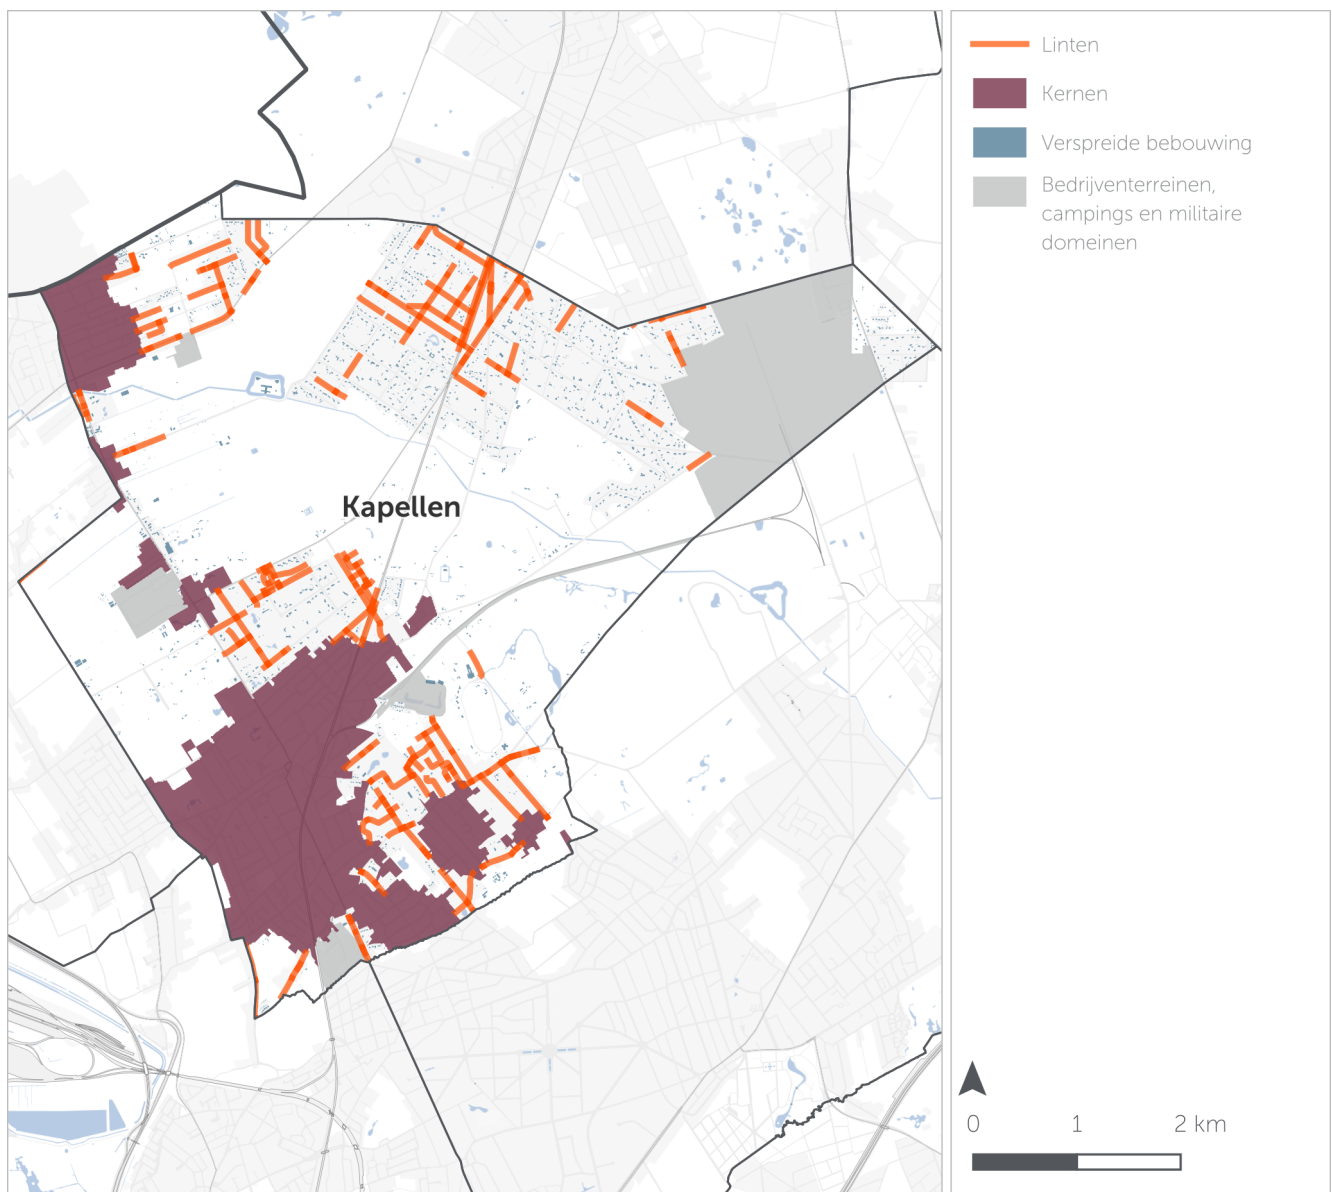 Linten
Kernen
Verspreide bebouwing
Bedrijventerreinen,
campings en militaire
domeinen
Kapellen
0 1 2 km